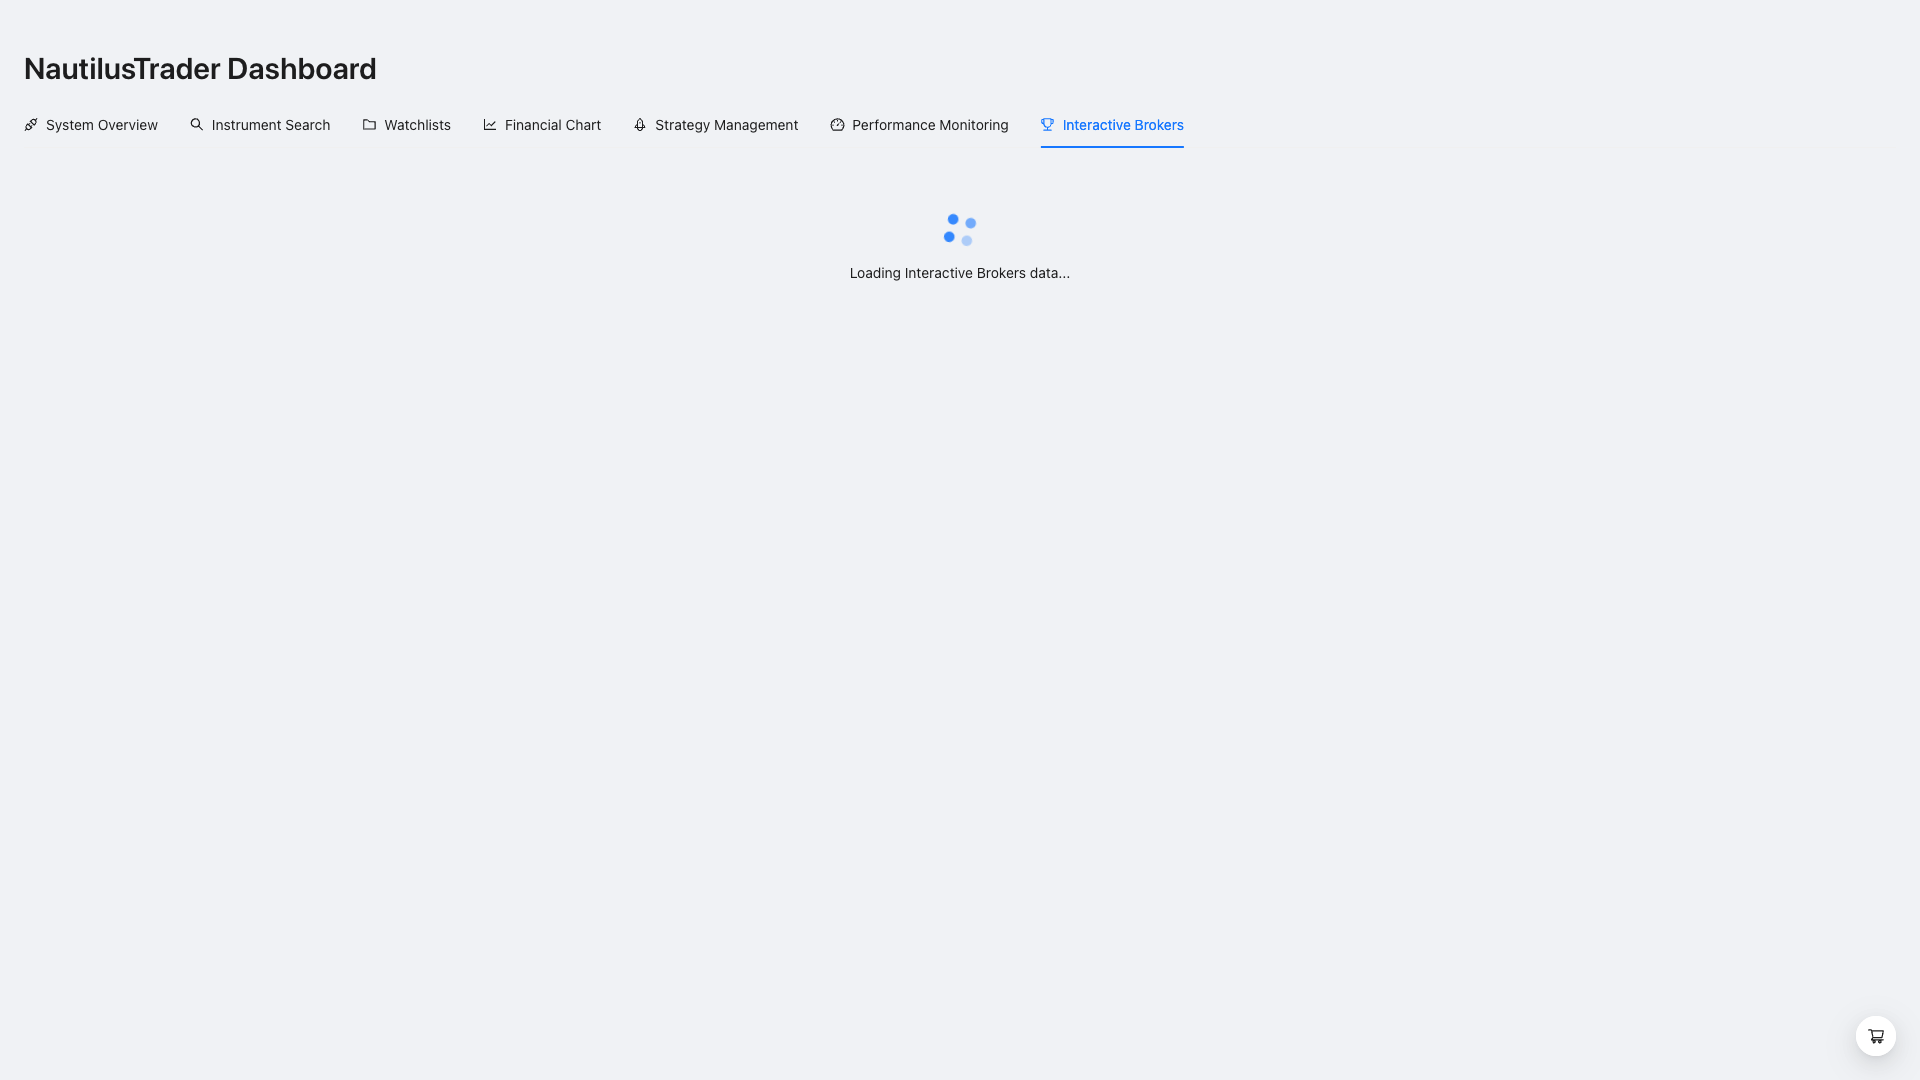 NautilusTrader Dashboard
System Overview Instrument Search Watchlists Financial Chart Strategy Management Performance Monitoring Interactive Brokers
Loading Interactive Brokers data...